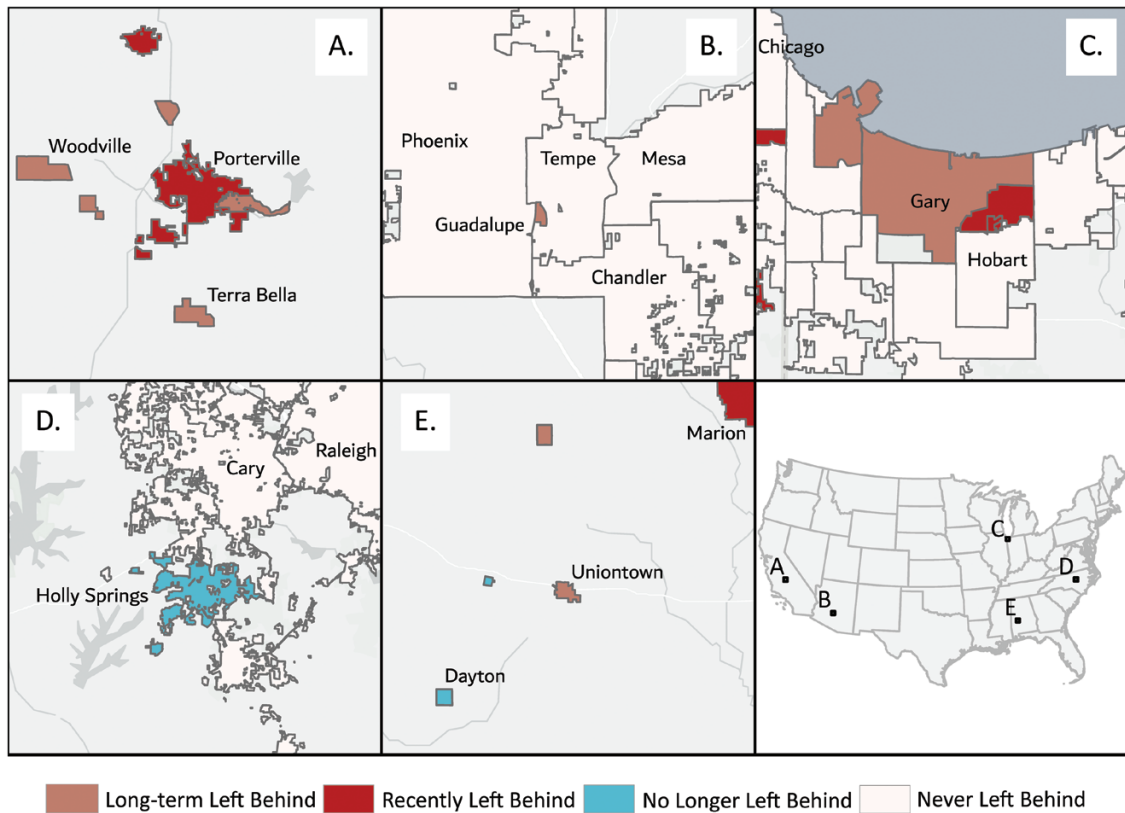 A.
Woodville
Porterville
Terra Bella
B.
Phoenix
Tempe
Mesa
Guadalupe
Chandler
C.
Chicago
Gary
Hobart
D.
Raleigh
Cary
Holly Springs
E.
Marion
Uniontown
Dayton
C
A
D
B
E
Long-term Left Behind
Recently Left Behind
No Longer Left Behind
Never Left Behind